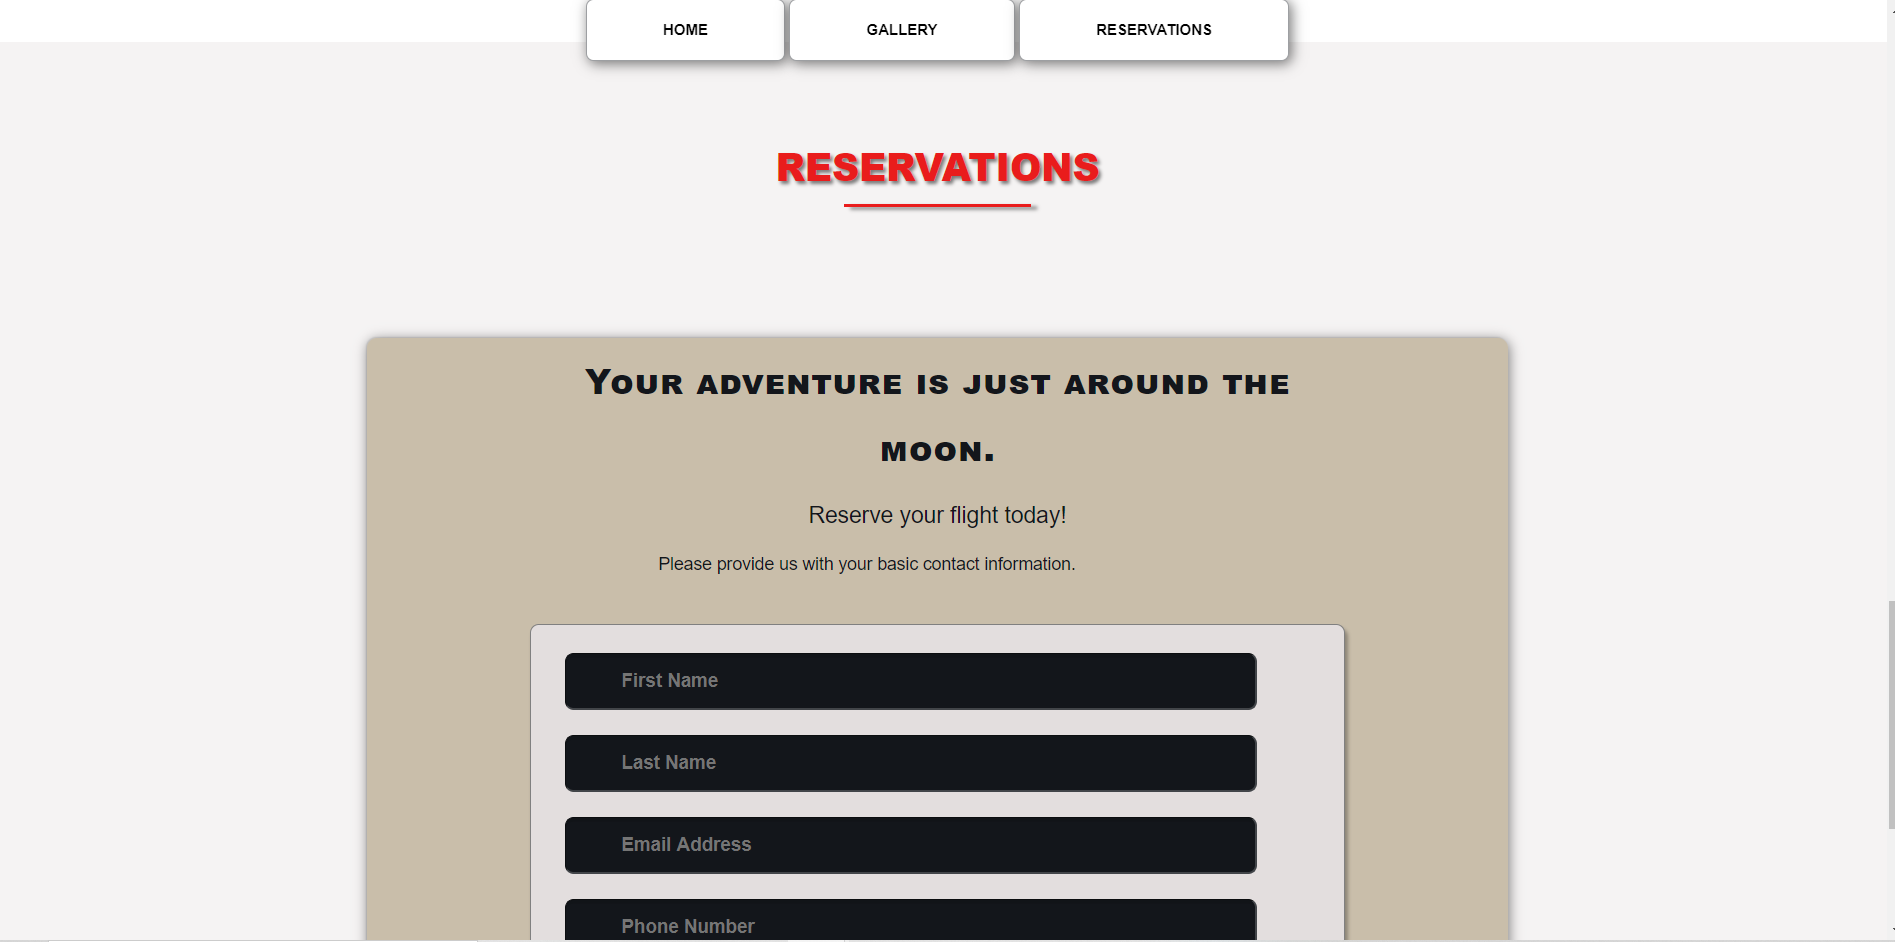 HOME GALLERY RESERVATIONS
RESERVATIONS
Your adventure is just around the
moon.
Reserve your flight today!
Please provide us with your basic contact information.
First Name
Last Name
Email Address
Phone Number